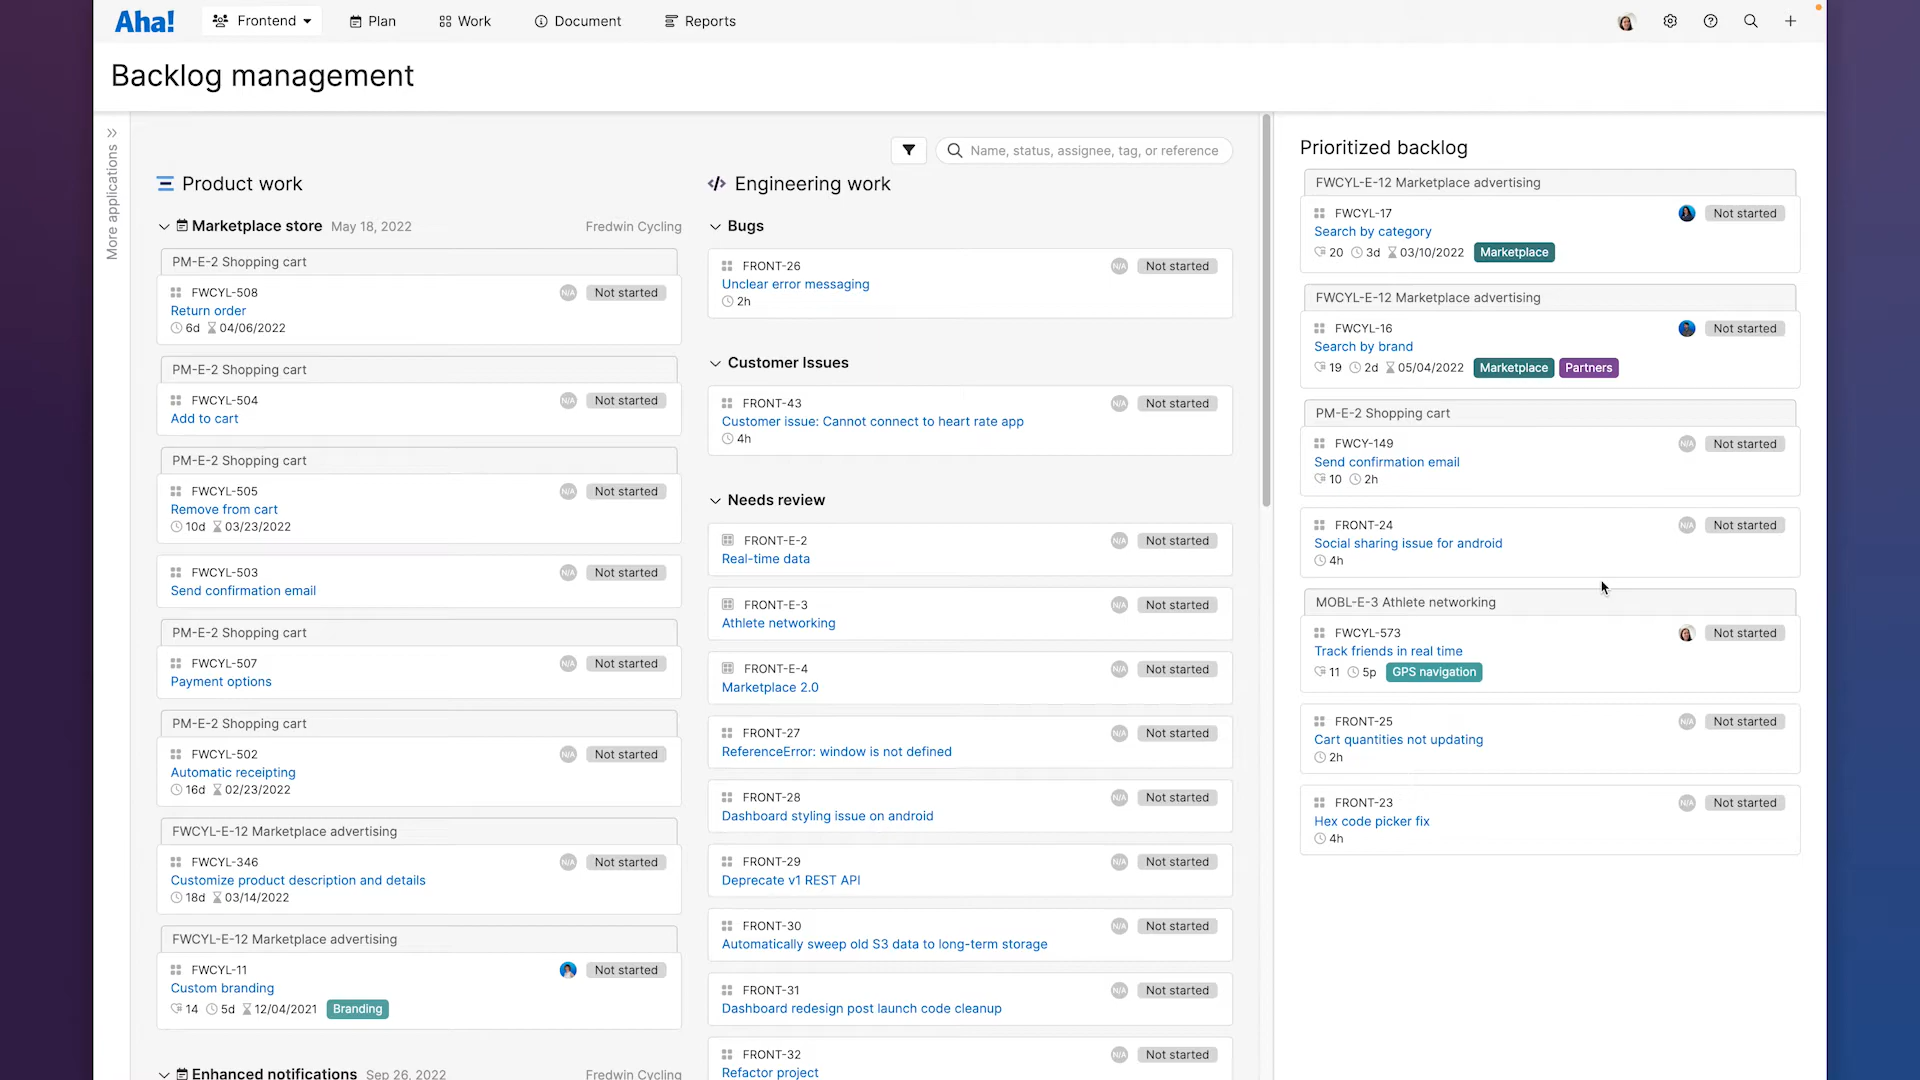 Aha!
Frontend
Plan
Work
Document
Reports
Backlog management
More applications
Name, status, assignee, tag, or reference
Product work
Marketplace store May 18, 2022 Fredwin Cycling
PM-E-2 Shopping cart
FWCYL-508 N/A Not started
Return order
6d 04/06/2022
PM-E-2 Shopping cart
FWCYL-504 N/A Not started
Add to cart
PM-E-2 Shopping cart
FWCYL-505 N/A Not started
Remove from cart
10d 03/23/2022
FWCYL-503 N/A Not started
Send confirmation email
PM-E-2 Shopping cart
FWCYL-507 N/A Not started
Payment options
PM-E-2 Shopping cart
FWCYL-502 N/A Not started
Automatic receipting
16d 02/23/2022
FWCYL-E-12 Marketplace advertising
FWCYL-346 N/A Not started
Customize product description and details
18d 03/14/2022
FWCYL-E-12 Marketplace advertising
FWCYL-11 Not started
Custom branding
14 5d 12/04/2021 Branding
Enhanced notifications Sep 26, 2022 Fredwin Cycling
Engineering work
Bugs
FRONT-26 N/A Not started
Unclear error messaging
2h
Customer Issues
FRONT-43 N/A Not started
Customer issue: Cannot connect to heart rate app
4h
Needs review
FRONT-E-2 N/A Not started
Real-time data
FRONT-E-3 N/A Not started
Athlete networking
FRONT-E-4 N/A Not started
Marketplace 2.0
FRONT-27 N/A Not started
ReferenceError: window is not defined
FRONT-28 N/A Not started
Dashboard styling issue on android
FRONT-29 N/A Not started
Deprecate v1 REST API
FRONT-30 N/A Not started
Automatically sweep old S3 data to long-term storage
FRONT-31 N/A Not started
Dashboard redesign post launch code cleanup
FRONT-32 N/A Not started
Refactor project
Prioritized backlog
FWCYL-E-12 Marketplace advertising
FWCYL-17 Not started
Search by category
20 3d 03/10/2022 Marketplace
FWCYL-E-12 Marketplace advertising
FWCYL-16 Not started
Search by brand
19 2d 05/04/2022 Marketplace Partners
PM-E-2 Shopping cart
FWCY-149 N/A Not started
Send confirmation email
10 2h
FRONT-24 N/A Not started
Social sharing issue for android
4h
MOBL-E-3 Athlete networking
FWCYL-573 Not started
Track friends in real time
11 5p GPS navigation
FRONT-25 N/A Not started
Cart quantities not updating
2h
FRONT-23 N/A Not started
Hex code picker fix
4h